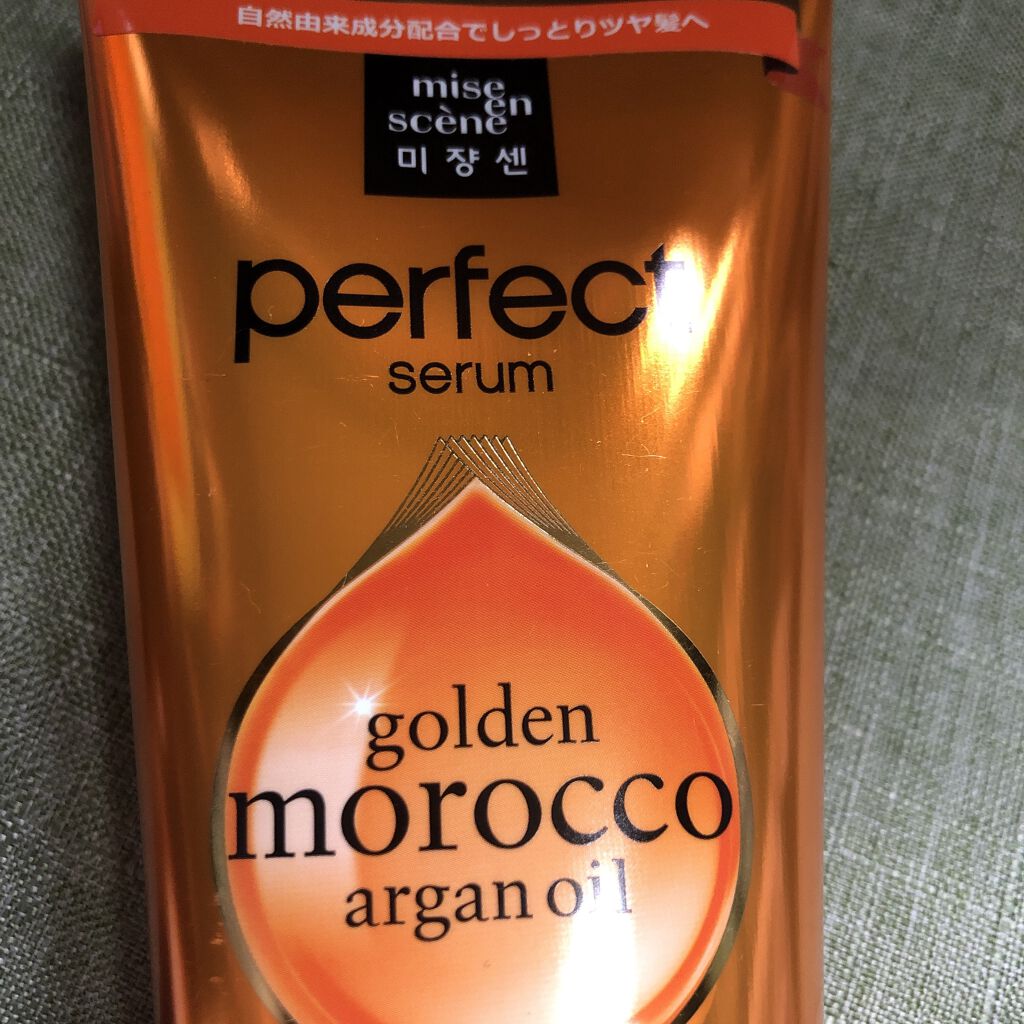 自然由来成分配合でしっとりツヤ髪へ
mise
en
scène
미쟝센
perfect
serum
golden
morocco
argan oil